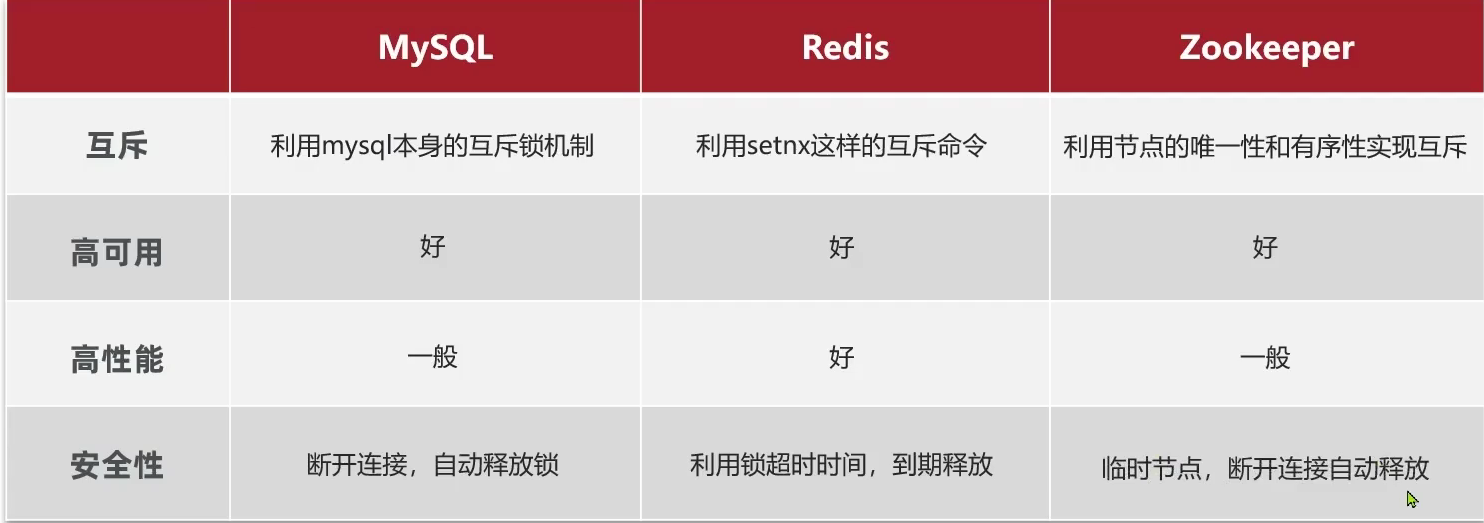 MySQL Redis Zookeeper
互斥 利用mysql本身的互斥锁机制 利用setnx这样的互斥命令 利用节点的唯一性和有序性实现互斥
高可用 好 好 好
高性能 一般 好 一般
安全性 断开连接，自动释放锁 利用锁超时时间，到期释放 临时节点，断开连接自动释放